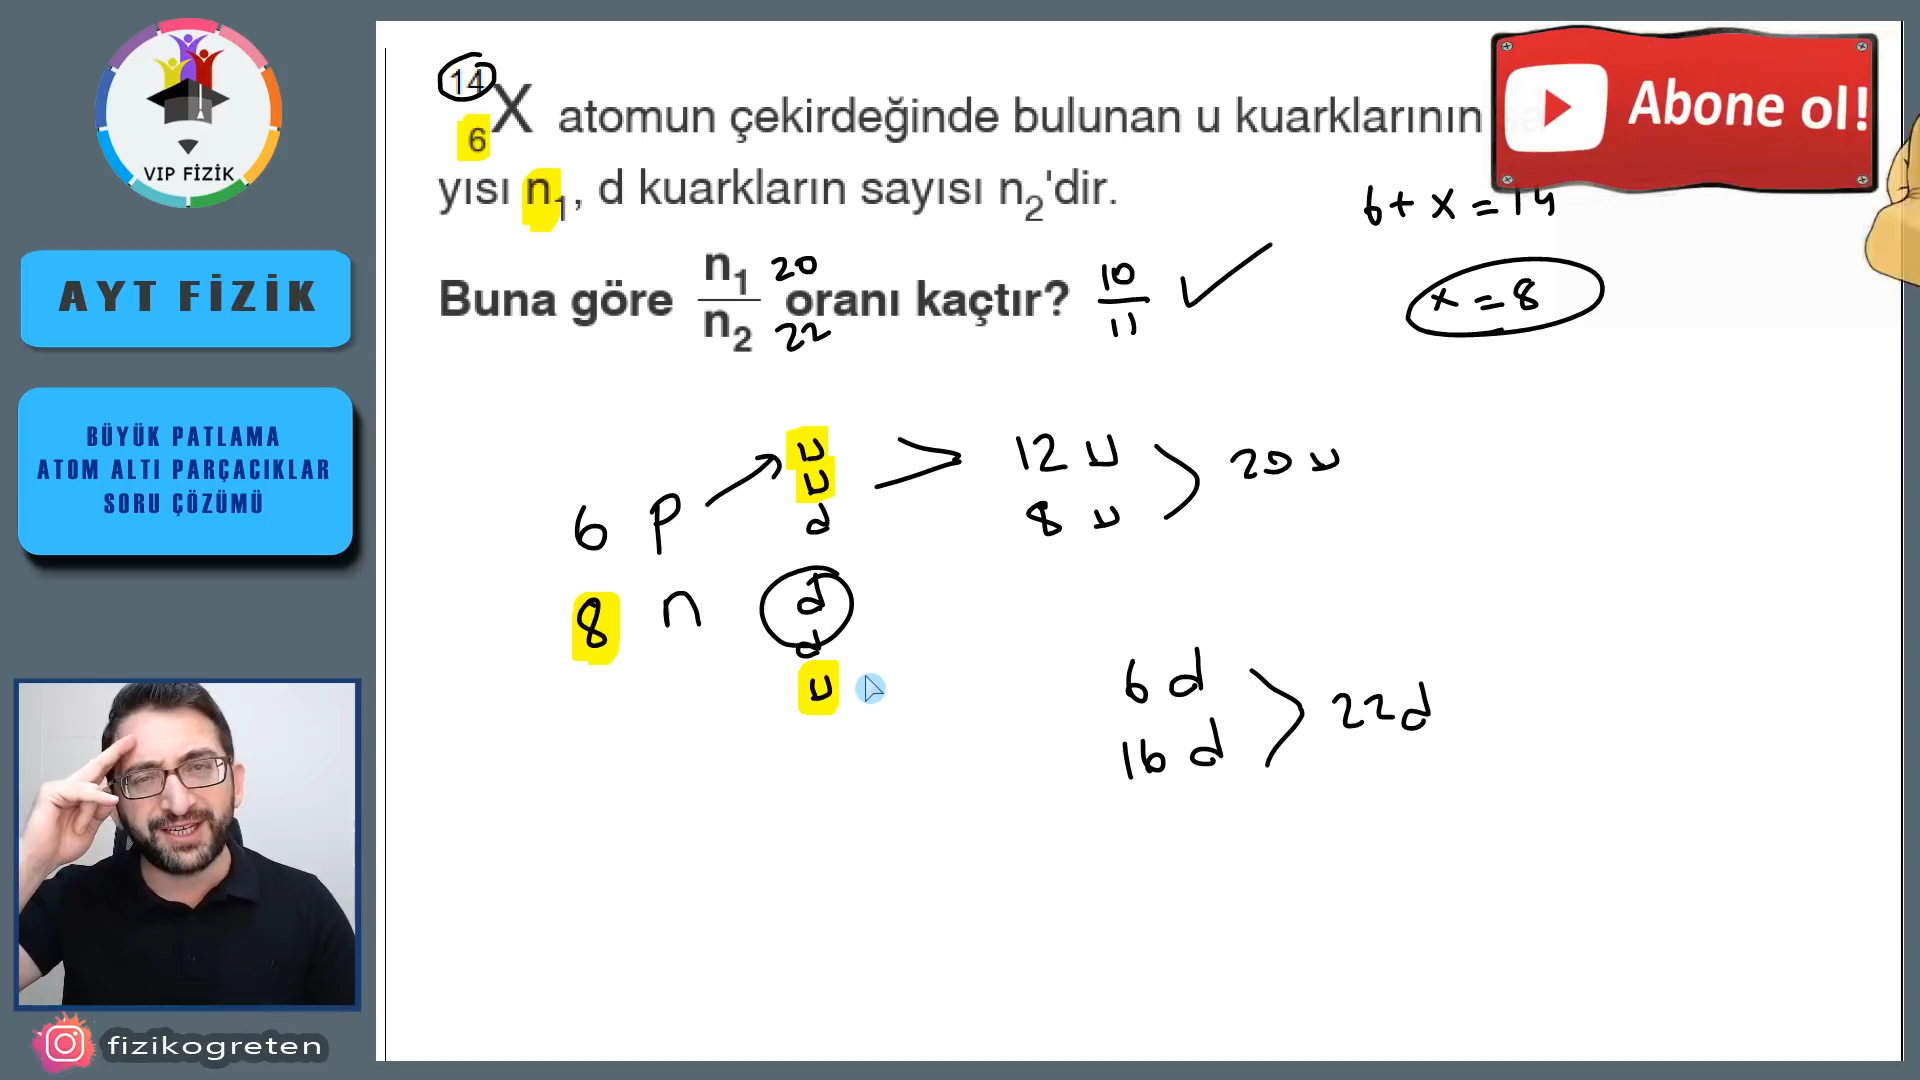 14
6
X atomun çekirdeğinde bulunan u kuarklarının sa
yısı n1, d kuarkların sayısı n2'dir.
Buna göre n1/n2 oranı kaçtır?
20
22
10
11
6 + x = 14
x = 8
Abone ol!
VIP FİZİK
AYT FİZİK
BÜYÜK PATLAMA
ATOM ALTI PARÇACIKLAR
SORU ÇÖZÜMÜ
6 p
u
u
d
12 u
8 u
20 u
8 n
d
d
u
6 d
16 d
22d
fizikogreten